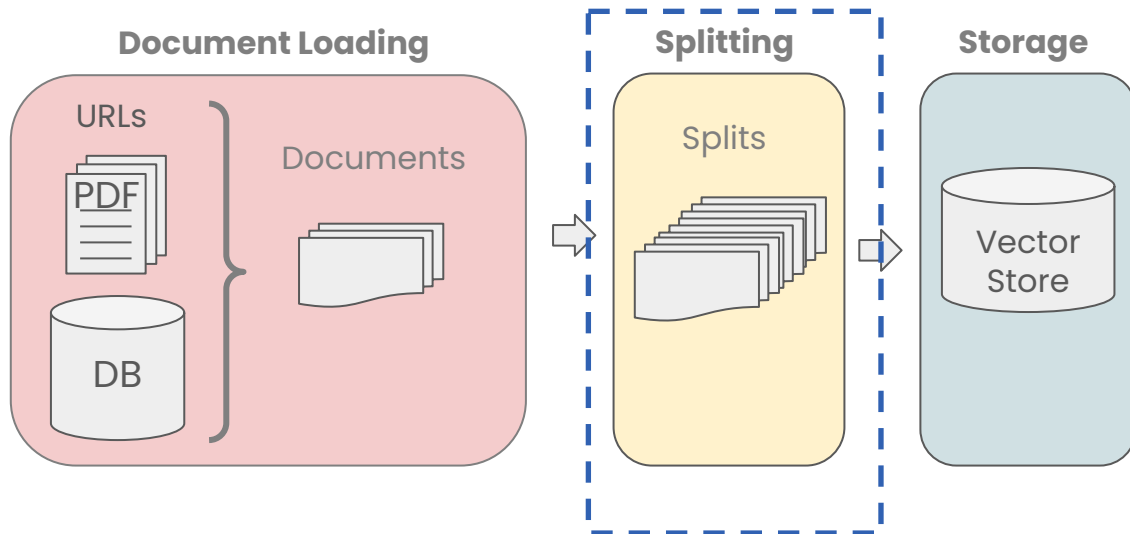 Document Loading
URLs
PDF
DB
Documents
Splitting
Splits
Storage
Vector
Store